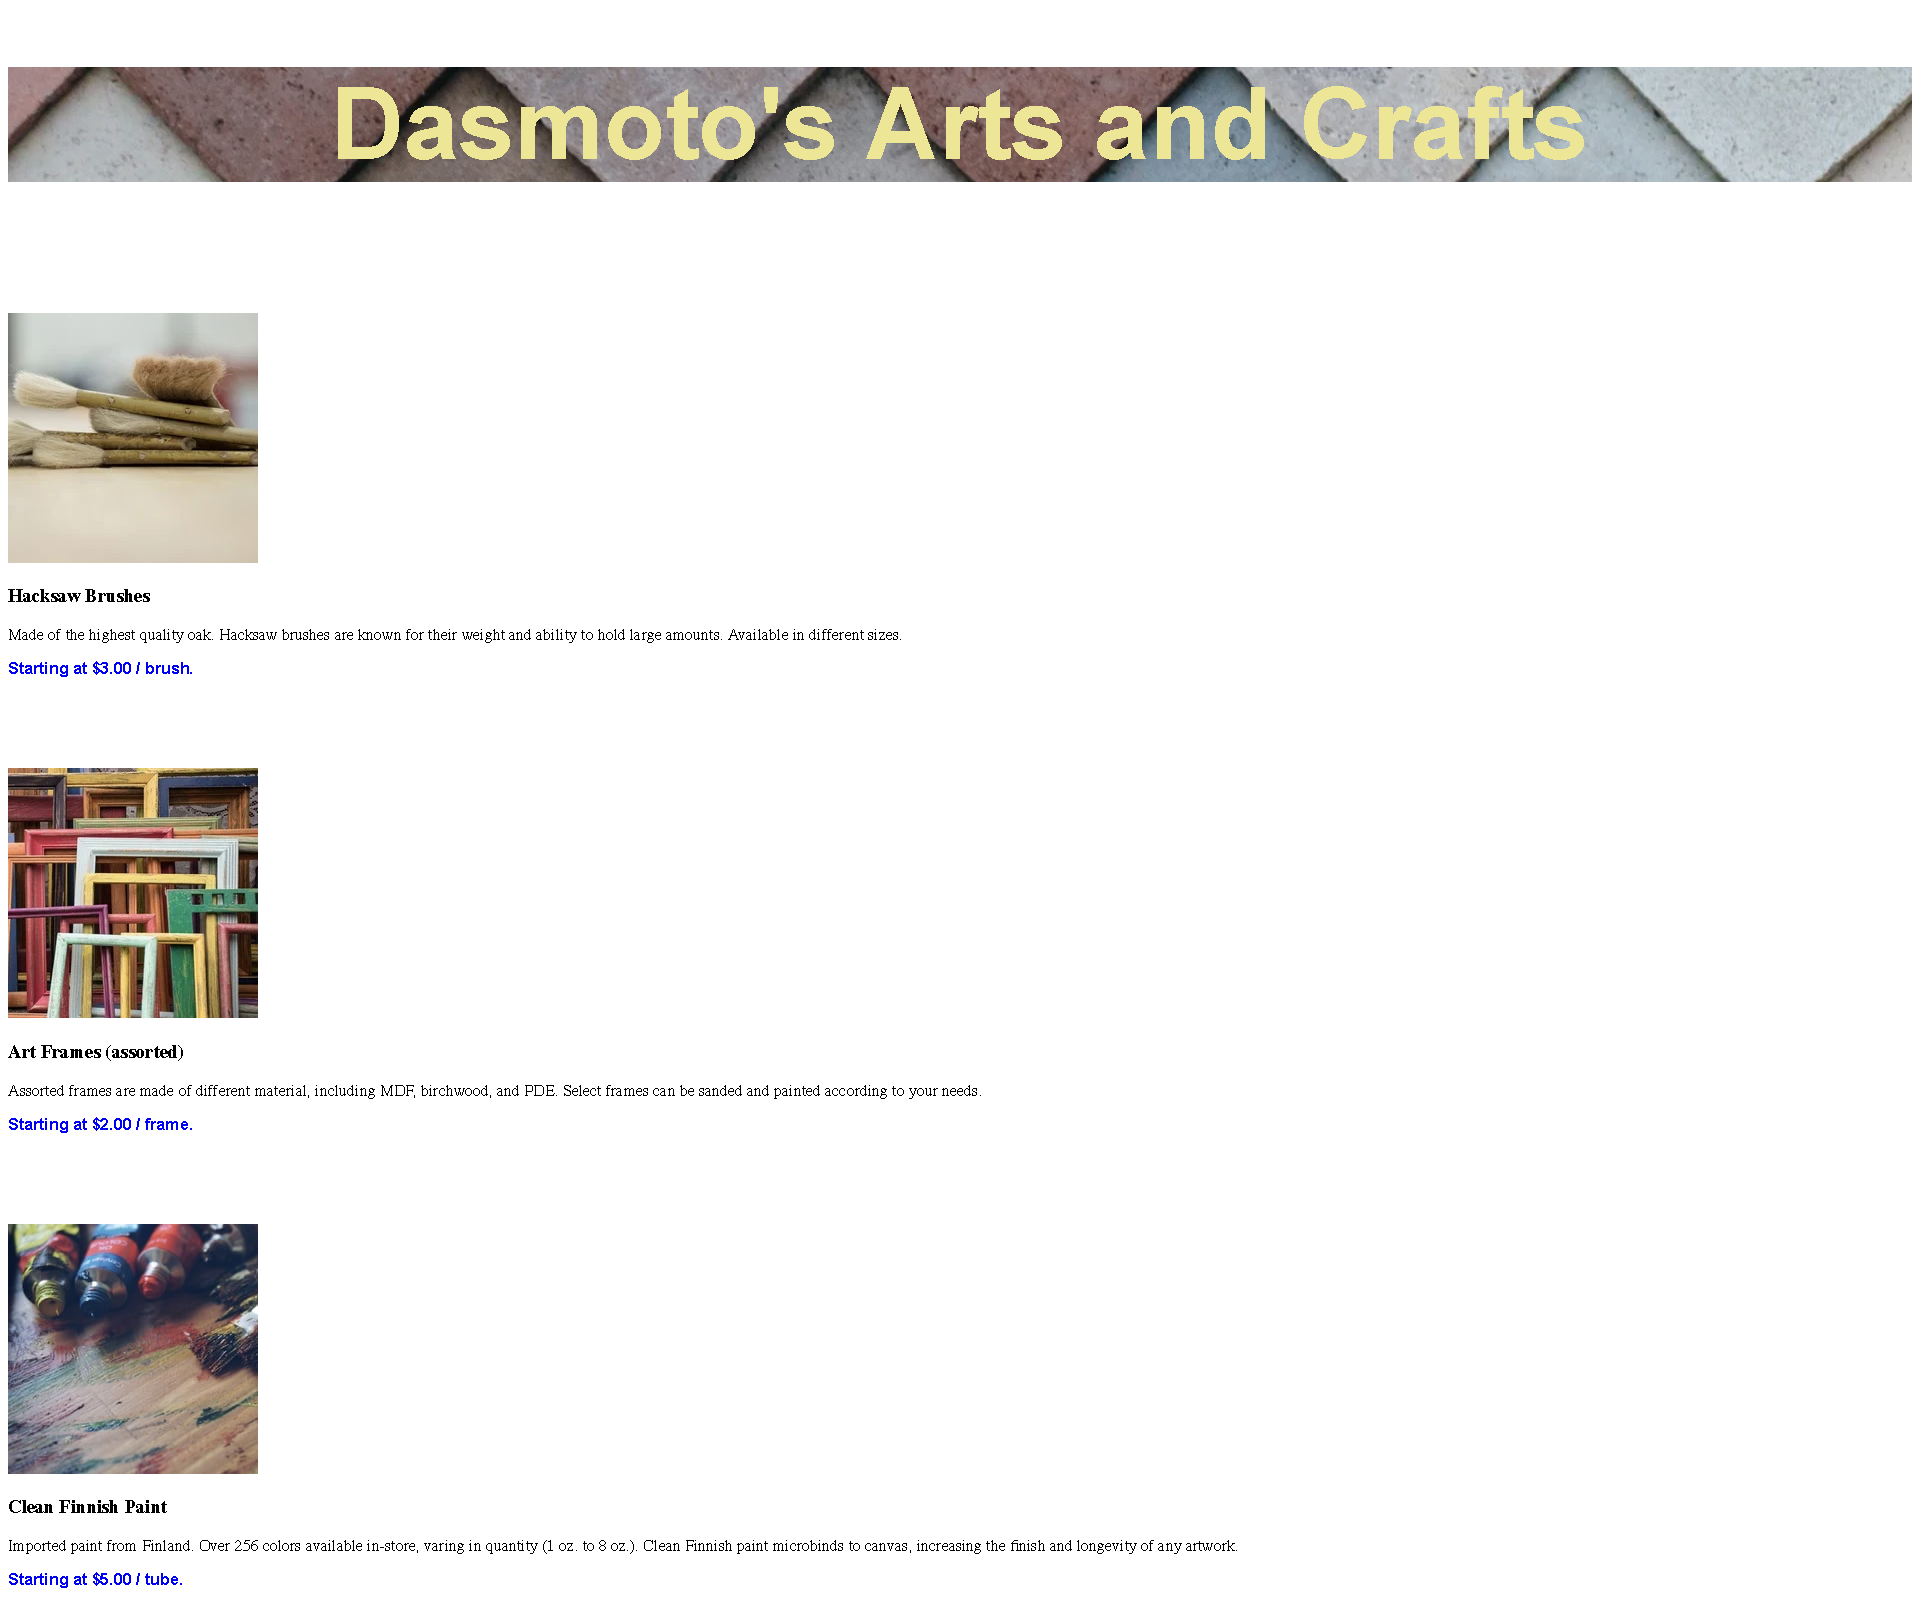 Dasmoto's Arts and Crafts
Hacksaw Brushes
Made of the highest quality oak. Hacksaw brushes are known for their weight and ability to hold large amounts. Available in different sizes.
Starting at $3.00 / brush.
Art Frames (assorted)
Assorted frames are made of different material, including MDF, birchwood, and PDE. Select frames can be sanded and painted according to your needs.
Starting at $2.00 / frame.
Clean Finnish Paint
Imported paint from Finland. Over 256 colors available in-store, varing in quantity (1 oz. to 8 oz.). Clean Finnish paint microbinds to canvas, increasing the finish and longevity of any artwork.
Starting at $5.00 / tube.